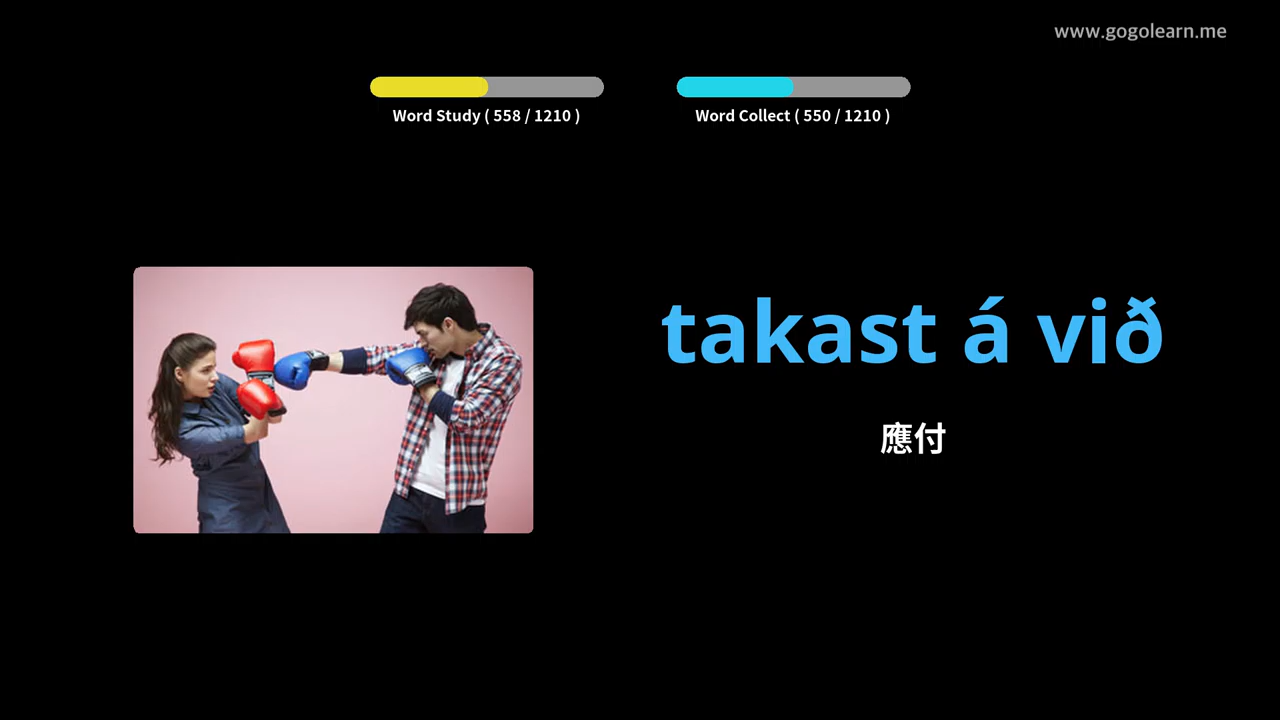 www.gogolearn.me
Word Study ( 558 / 1210 )
Word Collect ( 550 / 1210 )
takast á við
應付